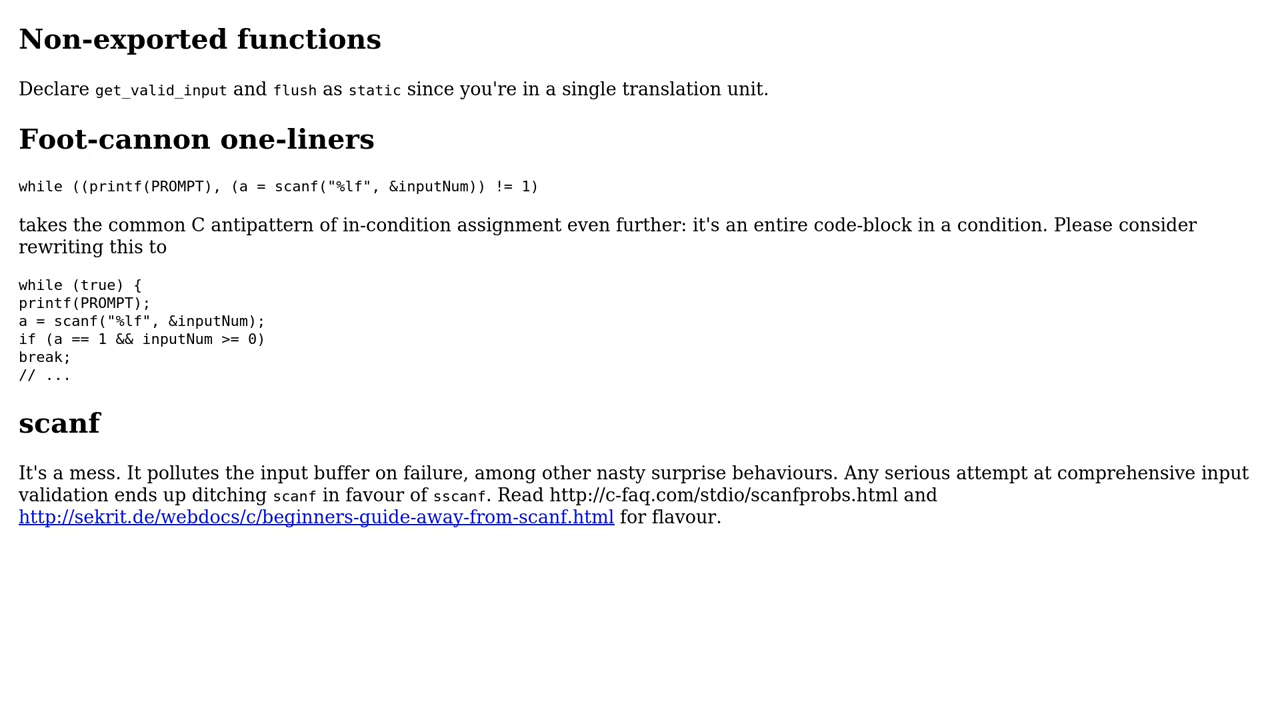 Non-exported functions
Declare get_valid_input and flush as static since you're in a single translation unit.
Foot-cannon one-liners
while ((printf(PROMPT), (a = scanf("%lf", &inputNum)) != 1)
takes the common C antipattern of in-condition assignment even further: it's an entire code-block in a condition. Please consider
rewriting this to
while (true) {
printf(PROMPT);
a = scanf("%lf", &inputNum);
if (a == 1 && inputNum >= 0)
break;
// ...
scanf
It's a mess. It pollutes the input buffer on failure, among other nasty surprise behaviours. Any serious attempt at comprehensive input
validation ends up ditching scanf in favour of sscanf. Read http://c-faq.com/stdio/scanfprobs.html and
http://sekrit.de/webdocs/c/beginners-guide-away-from-scanf.html for flavour.